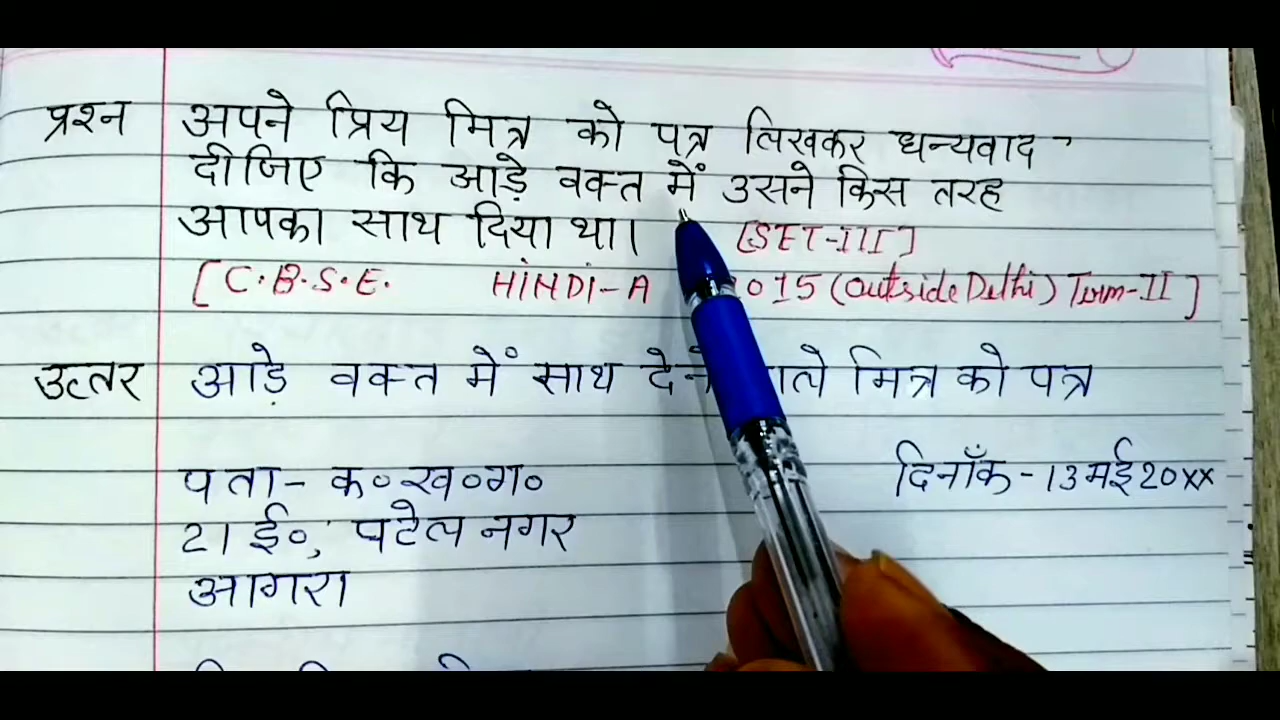 प्रश्न अपने प्रिय मित्र को पत्र लिखकर धन्यवाद
दीजिए कि आड़े वक्त में उसने किस तरह
आपका साथ दिया था। [SET-III]
[C.B.S.E. HINDI-A 2015 (Outside Delhi) Term-II]
उत्तर आड़े वक्त में साथ देने वाले मित्र को पत्र
पता- क०ख०ग० दिनाँक - 13 मई 20xx
21 ई०, पटेल नगर
आगरा